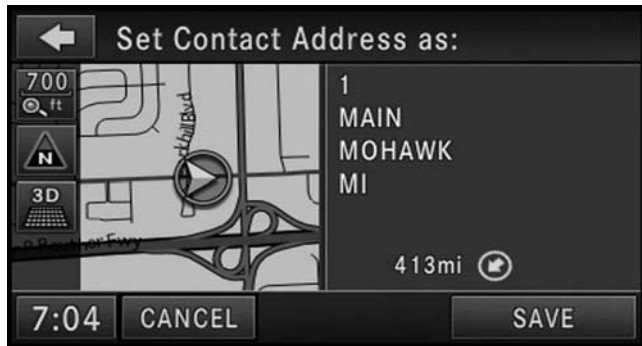 Set Contact Address as:
700
ft
N
3D
1
MAIN
MOHAWK
MI
413mi
7:04
CANCEL
SAVE